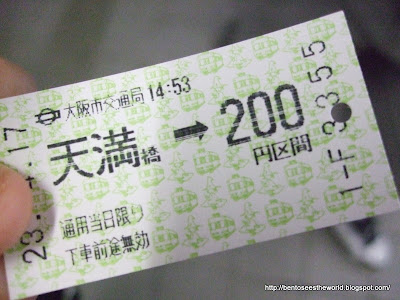 大阪市交通局 14:53
天満橋 → 200
円区間
通用当日限り
下車前途無効
23.-4.17
1-F 3355
http://bentoseestheworld.blogspot.com/